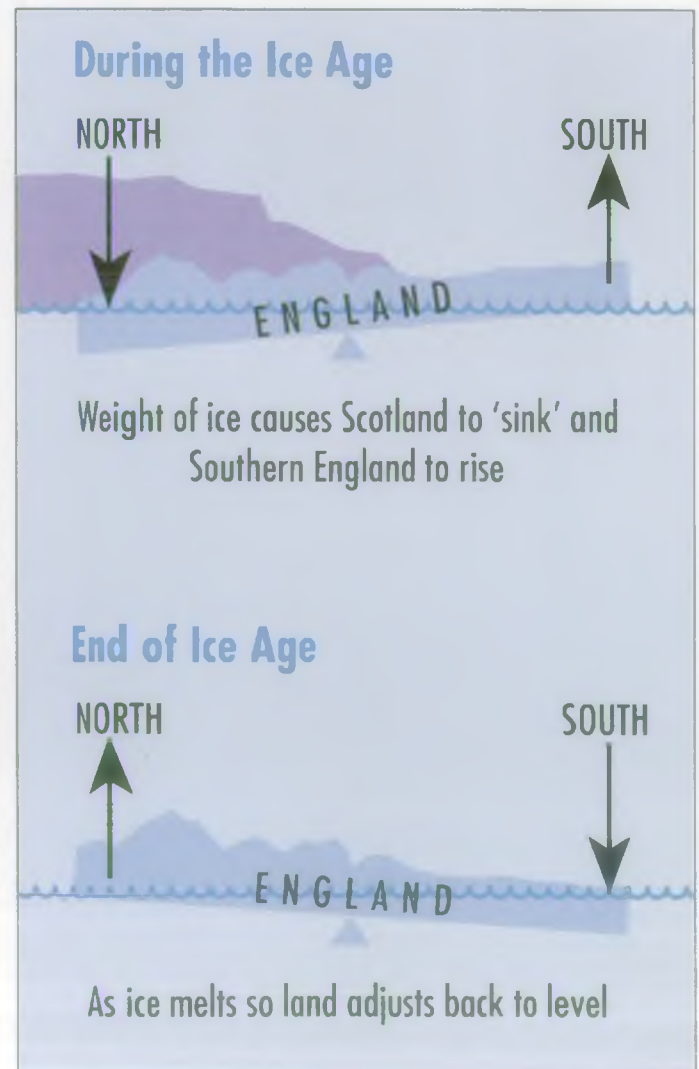 During the Ice Age
NORTH
SOUTH
ENGLAND
Weight of ice causes Scotland to ‘sink’ and
Southern England to rise
End of Ice Age
NORTH
SOUTH
ENGLAND
As ice melts so land adjusts back to level